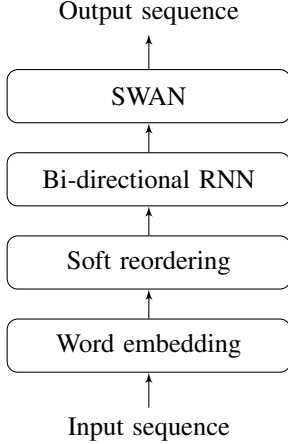 Output sequence
SWAN
Bi-directional RNN
Soft reordering
Word embedding
Input sequence